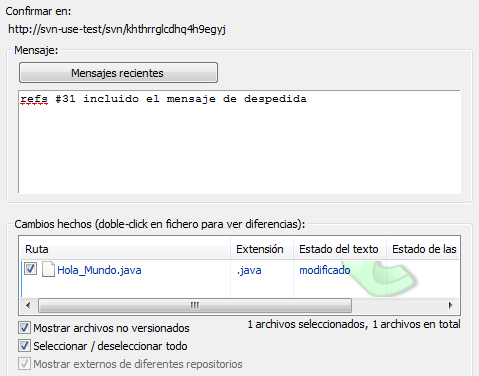 Confirmar en:
http://svn-use-test/svn/khthrrglcdhq4h9egyj
Mensaje:
Mensajes recientes
refs #31 incluido el mensaje de despedida
Cambios hechos (doble-click en fichero para ver diferencias):
Ruta Extensión Estado del texto Estado de las
Hola_Mundo.java .java modificado
Mostrar archivos no versionados
1 archivos seleccionados, 1 archivos en total
Seleccionar / deseleccionar todo
Mostrar externos de diferentes repositorios